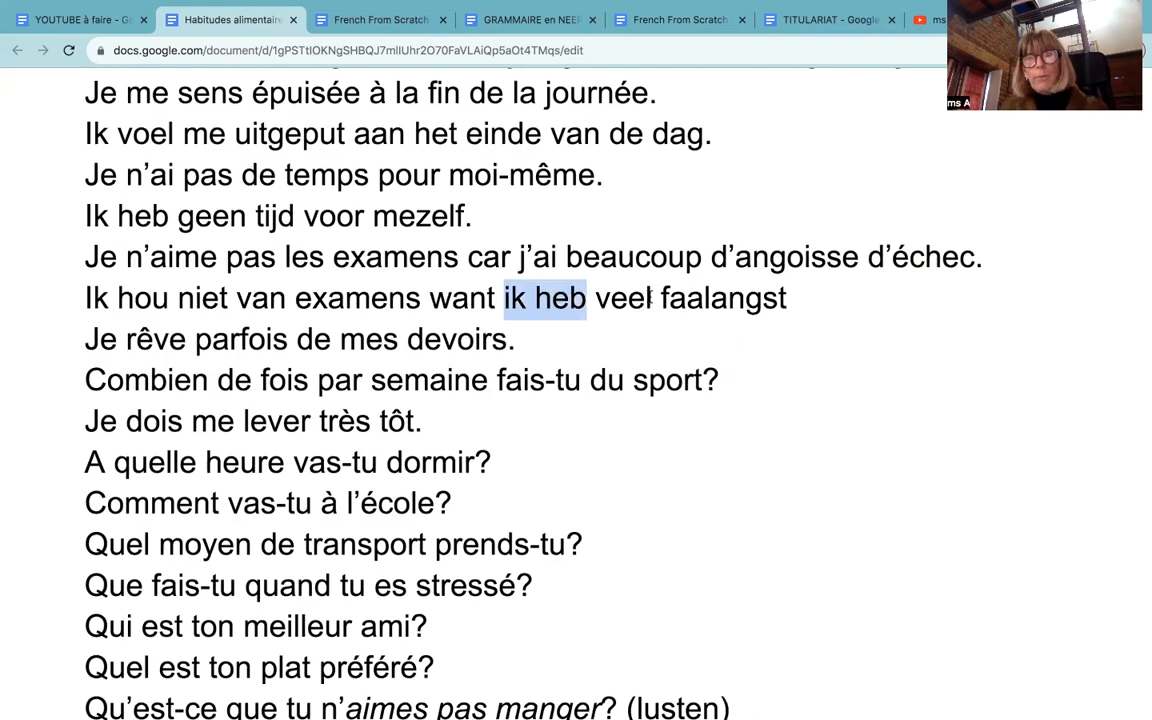 YOUTUBE à faire - Go
Habitudes alimentaire
French From Scratch
GRAMMAIRE en NEER
French From Scratch
TITULARIAT - Google
ms
docs.google.com/document/d/1gPSTtIOKNgSHBQJ7mlIUhr2O70FaVLAiQp5aOt4TMqs/edit
ms A
Je me sens épuisée à la fin de la journée.
Ik voel me uitgeput aan het einde van de dag.
Je n’ai pas de temps pour moi-même.
Ik heb geen tijd voor mezelf.
Je n’aime pas les examens car j’ai beaucoup d’angoisse d’échec.
Ik hou niet van examens want ik heb veel faalangst
Je rêve parfois de mes devoirs.
Combien de fois par semaine fais-tu du sport?
Je dois me lever très tôt.
A quelle heure vas-tu dormir?
Comment vas-tu à l’école?
Quel moyen de transport prends-tu?
Que fais-tu quand tu es stressé?
Qui est ton meilleur ami?
Quel est ton plat préféré?
Qu’est-ce que tu n’aimes pas manger? (lusten)